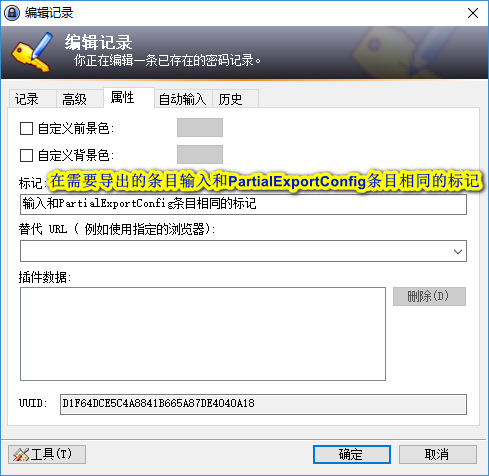 编辑记录
编辑记录
你正在编辑一条已存在的密码记录。
记录 高级 属性 自动输入 历史
自定义前景色:
自定义背景色:
标记: 在需要导出的条目输入和PartialExportConfig条目相同的标记
输入和PartialExportConfig条目相同的标记
替代 URL ( 例如使用指定的浏览器):
插件数据:
删除(D)
UUID: D1F64DCE5C4A8841B665A87DE4040A18
工具(T) 确定 取消